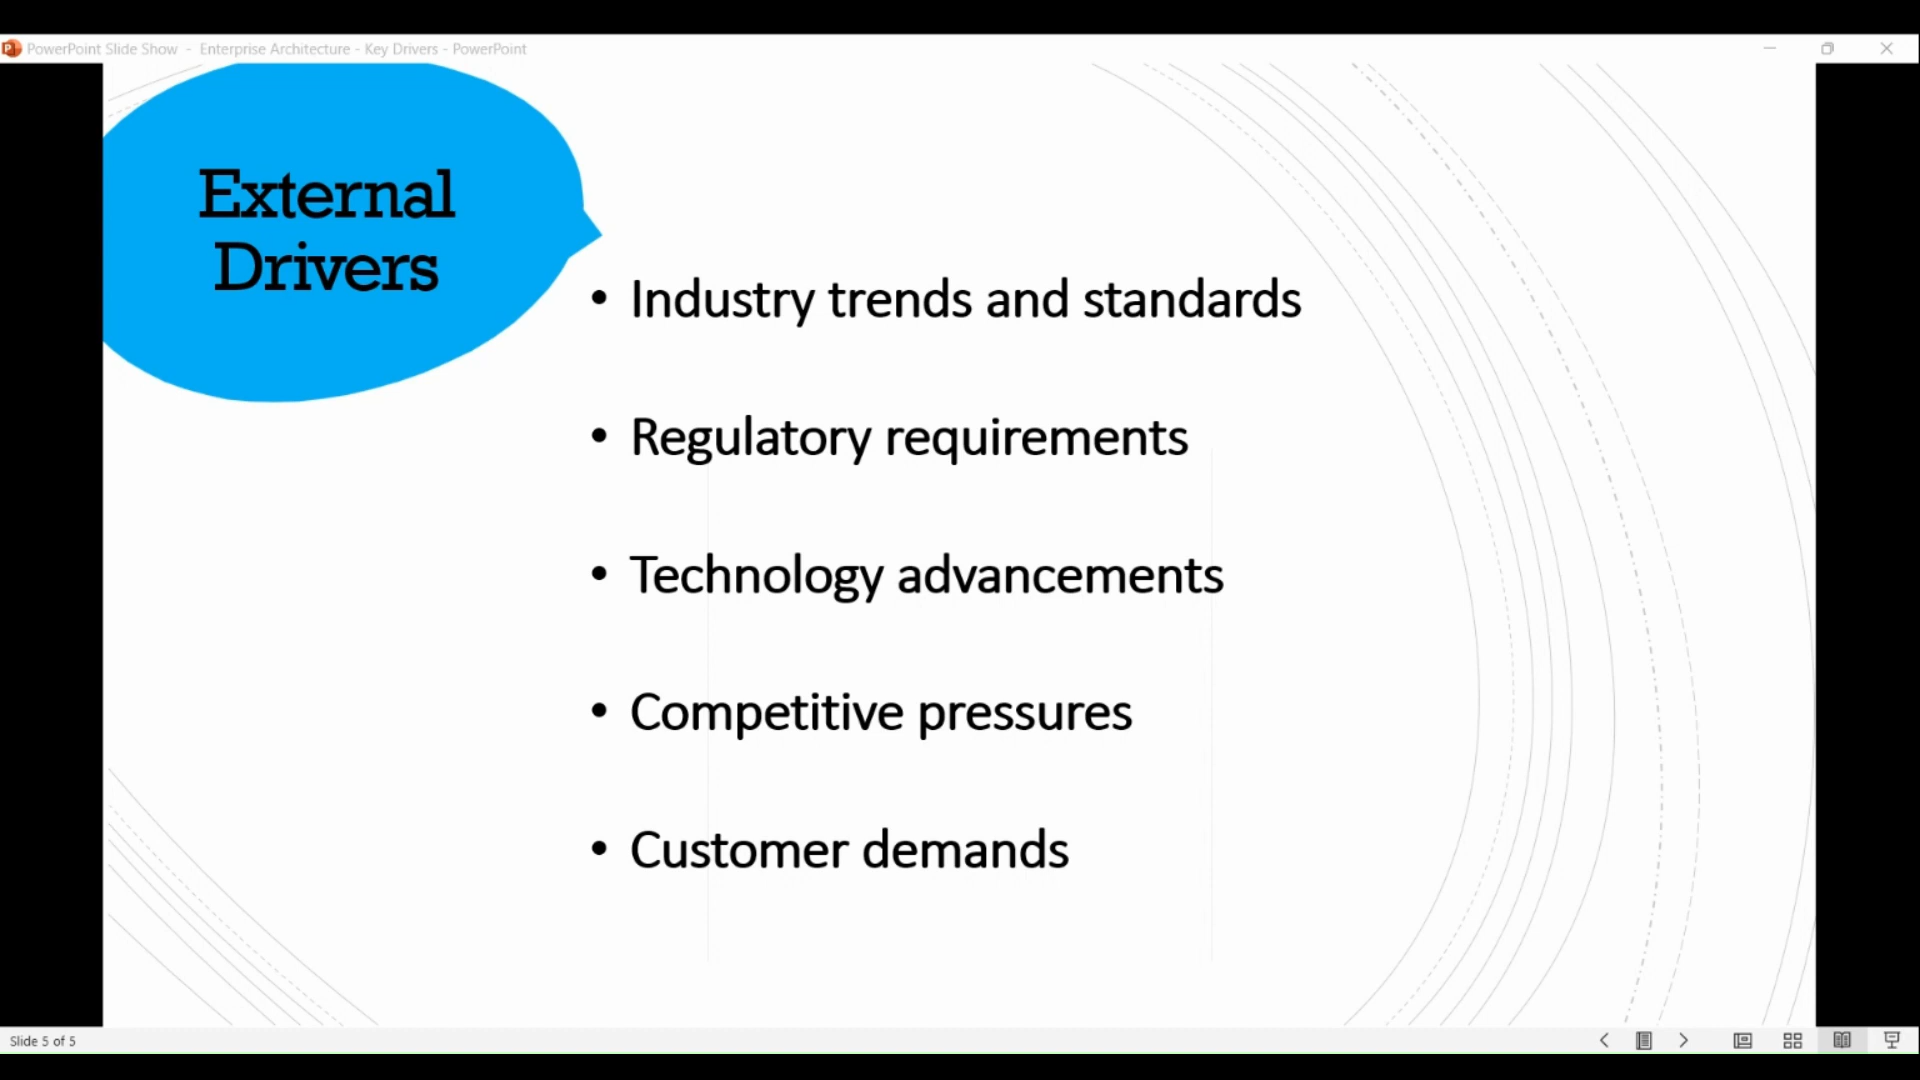 PowerPoint Slide Show - Enterprise Architecture - Key Drivers - PowerPoint
External
Drivers
• Industry trends and standards
• Regulatory requirements
• Technology advancements
• Competitive pressures
• Customer demands
Slide 5 of 5